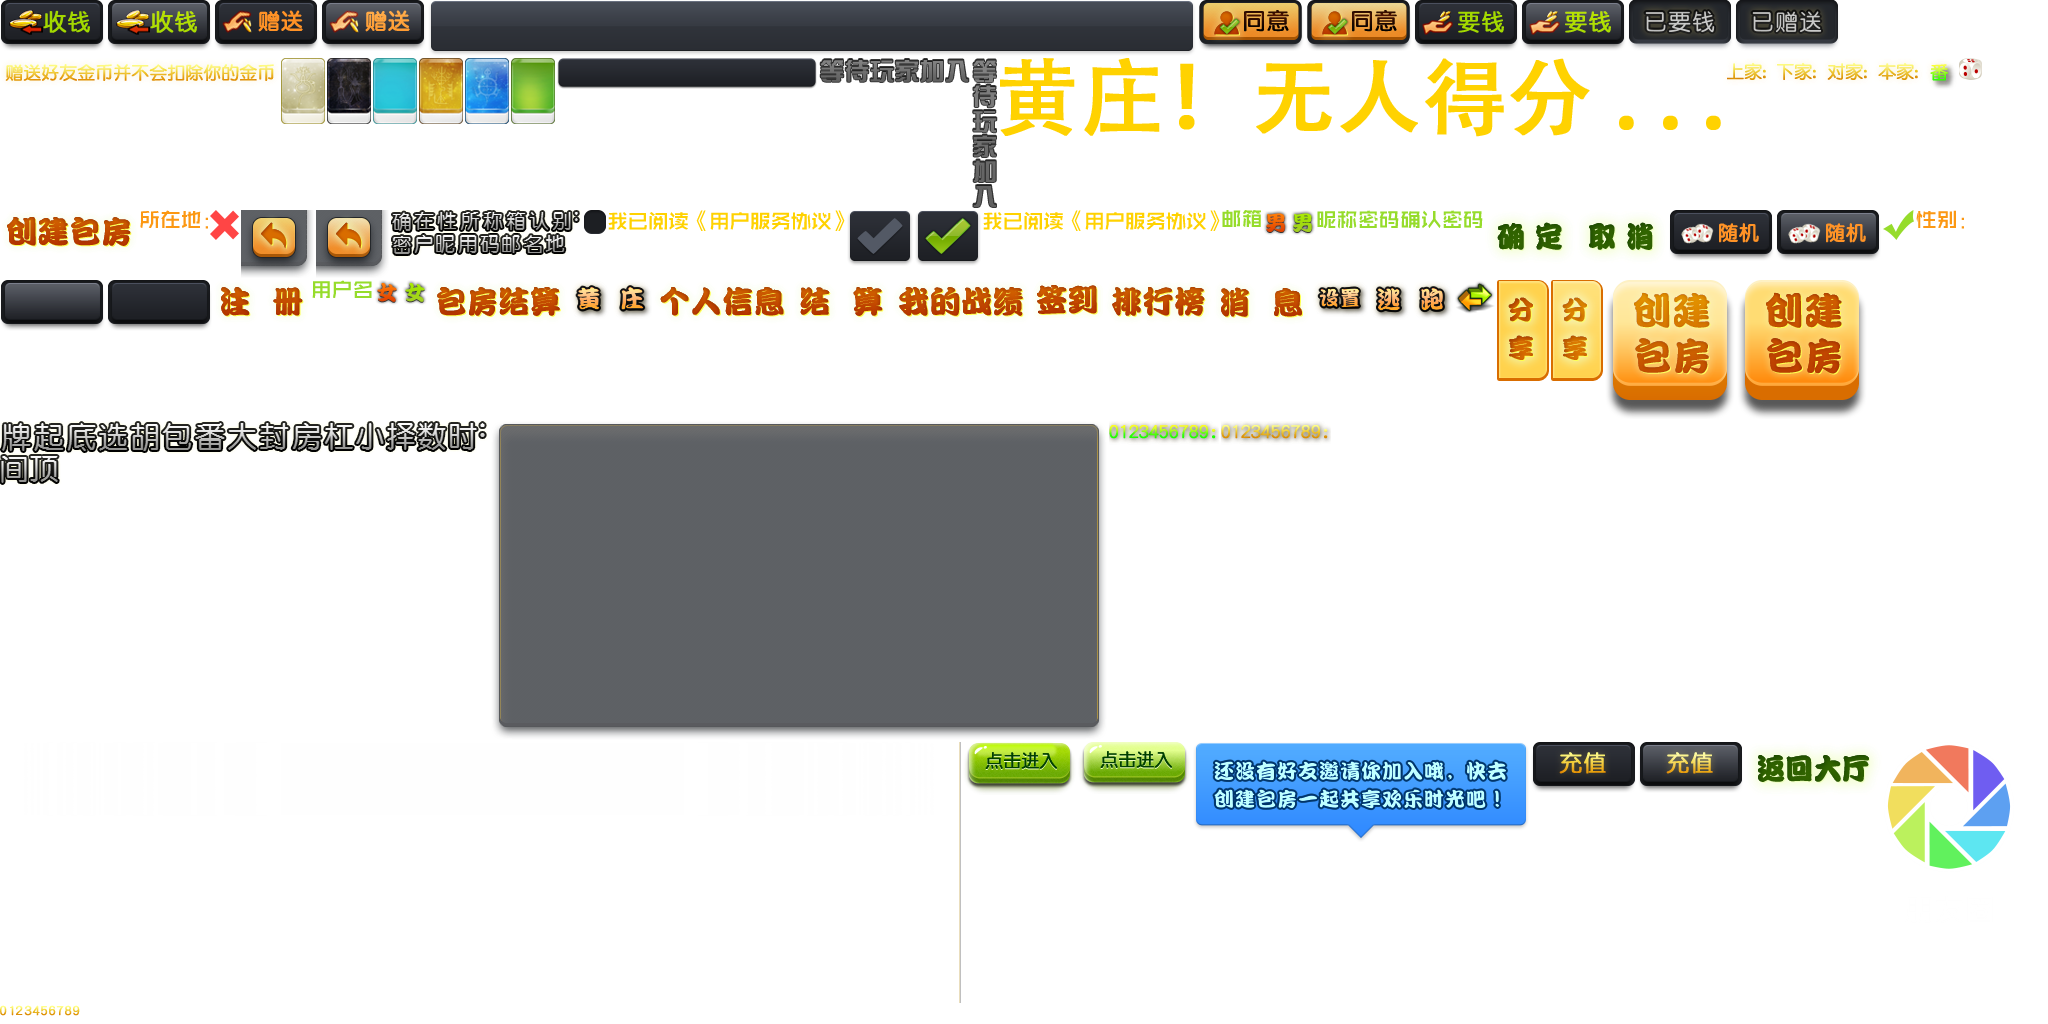 收钱 收钱 赠送 赠送 同意 同意 要钱 要钱 已要钱 已赠送
赠送好友金币并不会扣除你的金币 等待玩家加入 等待玩家加入 黄庄！无人得分... 上家: 下家: 对家: 本家: 番
创建包房 所在地: 确在性所称箱认别:
密户昵用码邮名地
我已阅读《用户服务协议》 我已阅读《用户服务协议》 邮箱 男 男 昵称密码确认密码 确定 取消 随机 随机 性别:
注册 用户名 女 女 包房结算 黄庄 个人信息 结算 我的战绩 签到 排行榜 消息 设置 逃跑 分享 分享
创建
包房
创建
包房
牌起底选胡包番大封房杠小择数时:
间顶
0123456789: 0123456789:
点击进入 点击进入
还没有好友邀请你加入哦，快去
创建包房一起共享欢乐时光吧！
充值 充值 返回大厅
0123456789